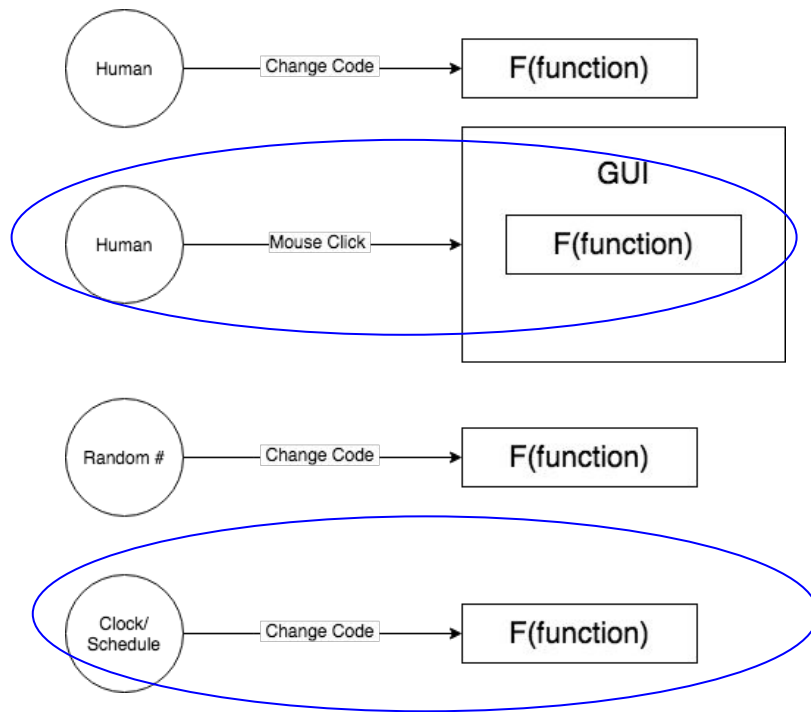 Human
Change Code
F(function)
GUI
Human
Mouse Click
F(function)
Random #
Change Code
F(function)
Clock/
Schedule
Change Code
F(function)